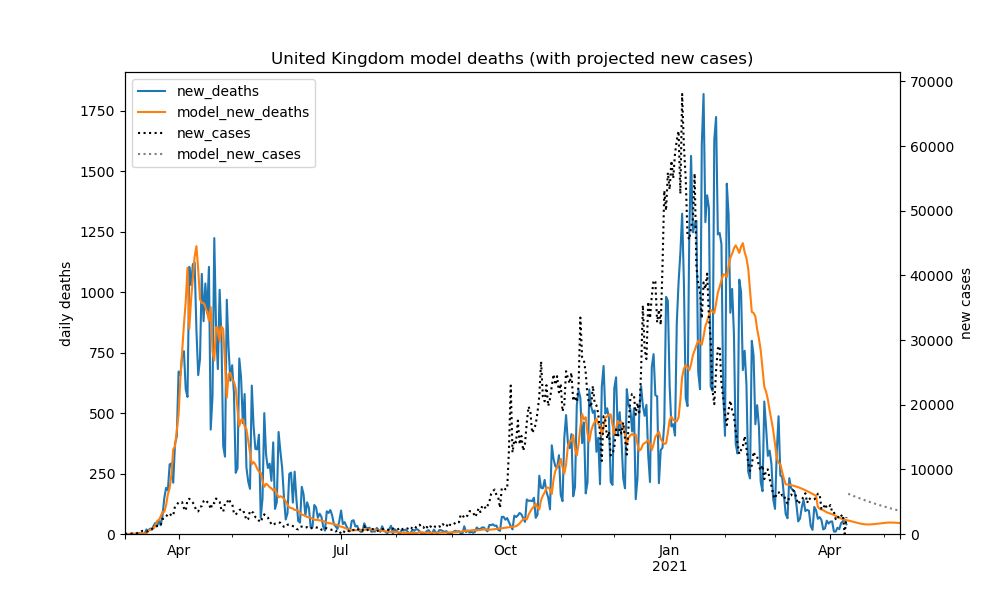 United Kingdom model deaths (with projected new cases)
new_deaths
model_new_deaths
new_cases
model_new_cases
daily deaths
1750
1500
1250
1000
750
500
250
0
70000
60000
50000
40000
30000
20000
10000
0
new cases
Apr
Jul
Oct
Jan
2021
Apr